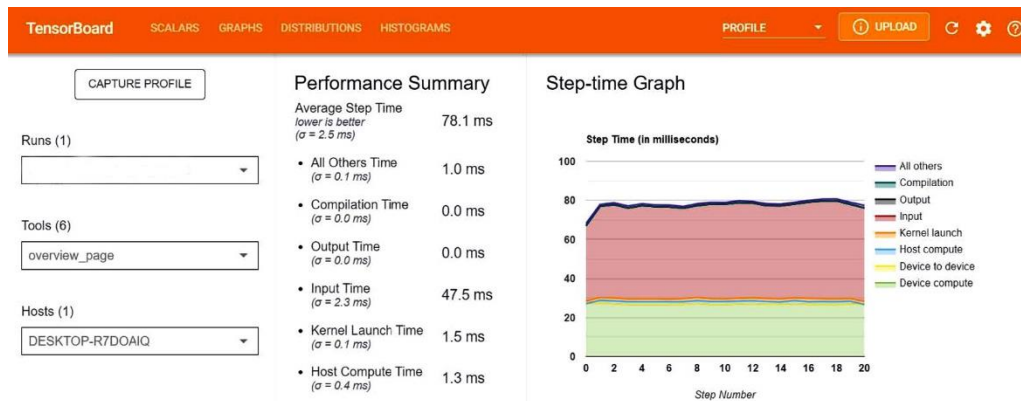 TensorBoard SCALARS GRAPHS DISTRIBUTIONS HISTOGRAMS PROFILE UPLOAD
CAPTURE PROFILE
Runs (1)
Tools (6)
overview_page
Hosts (1)
DESKTOP-R7DOAIQ
Performance Summary
Average Step Time
lower is better
(σ = 2.5 ms)
78.1 ms
• All Others Time
(σ = 0.1 ms)
1.0 ms
• Compilation Time
(σ = 0.0 ms)
0.0 ms
• Output Time
(σ = 0.0 ms)
0.0 ms
• Input Time
(σ = 2.3 ms)
47.5 ms
• Kernel Launch Time
(σ = 0.1 ms)
1.5 ms
• Host Compute Time
(σ = 0.4 ms)
1.3 ms
Step-time Graph
Step Time (in milliseconds)
100
80
60
40
20
0
0 2 4 6 8 10 12 14 16 18 20
Step Number
All others
Compilation
Output
Input
Kernel launch
Host compute
Device to device
Device compute